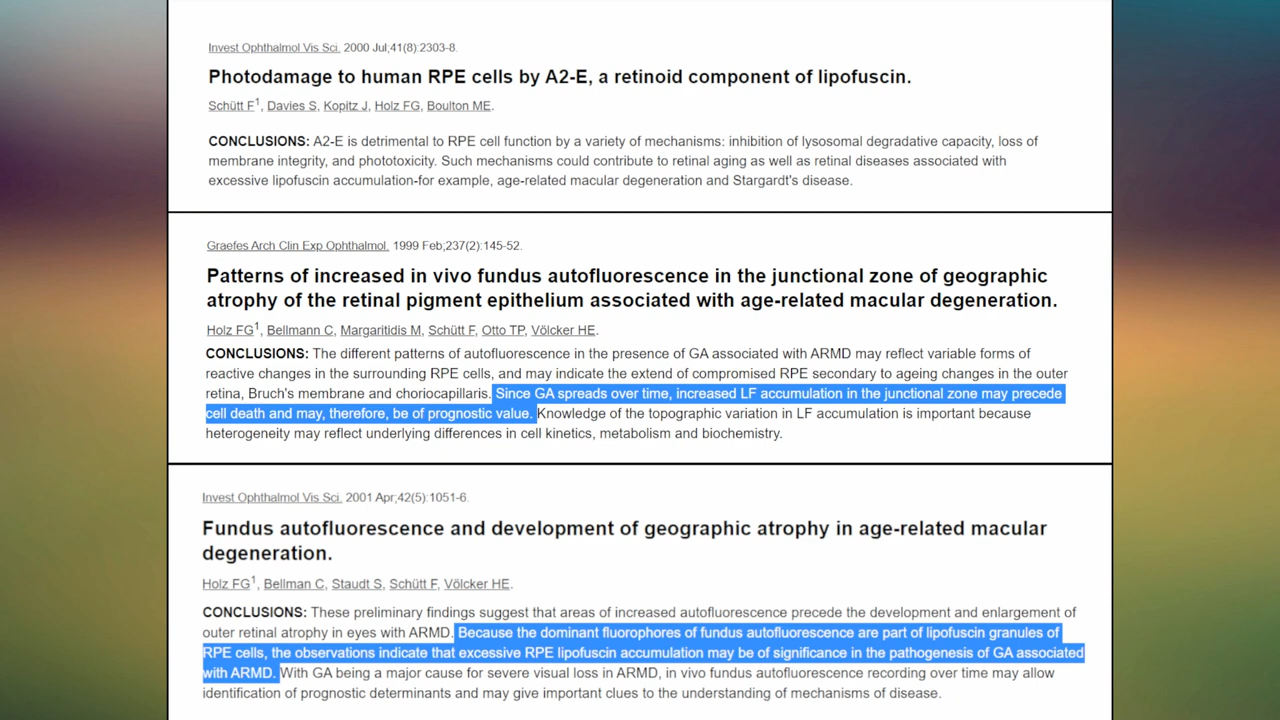 Invest Ophthalmol Vis Sci. 2000 Jul;41(8):2303-8.
Photodamage to human RPE cells by A2-E, a retinoid component of lipofuscin.
Schütt F1, Davies S, Kopitz J, Holz FG, Boulton ME.
CONCLUSIONS: A2-E is detrimental to RPE cell function by a variety of mechanisms: inhibition of lysosomal degradative capacity, loss of
membrane integrity, and phototoxicity. Such mechanisms could contribute to retinal aging as well as retinal diseases associated with
excessive lipofuscin accumulation-for example, age-related macular degeneration and Stargardt's disease.
Graefes Arch Clin Exp Ophthalmol. 1999 Feb;237(2):145-52.
Patterns of increased in vivo fundus autofluorescence in the junctional zone of geographic
atrophy of the retinal pigment epithelium associated with age-related macular degeneration.
Holz FG1, Bellmann C, Margaritidis M, Schütt F, Otto TP, Völcker HE.
CONCLUSIONS: The different patterns of autofluorescence in the presence of GA associated with ARMD may reflect variable forms of
reactive changes in the surrounding RPE cells, and may indicate the extend of compromised RPE secondary to ageing changes in the outer
retina, Bruch's membrane and choriocapillaris. Since GA spreads over time, increased LF accumulation in the junctional zone may precede
cell death and may, therefore, be of prognostic value. Knowledge of the topographic variation in LF accumulation is important because
heterogeneity may reflect underlying differences in cell kinetics, metabolism and biochemistry.
Invest Ophthalmol Vis Sci. 2001 Apr;42(5):1051-6.
Fundus autofluorescence and development of geographic atrophy in age-related macular
degeneration.
Holz FG1, Bellman C, Staudt S, Schütt F, Völcker HE.
CONCLUSIONS: These preliminary findings suggest that areas of increased autofluorescence precede the development and enlargement of
outer retinal atrophy in eyes with ARMD. Because the dominant fluorophores of fundus autofluorescence are part of lipofuscin granules of
RPE cells, the observations indicate that excessive RPE lipofuscin accumulation may be of significance in the pathogenesis of GA associated
with ARMD. With GA being a major cause for severe visual loss in ARMD, in vivo fundus autofluorescence recording over time may allow
identification of prognostic determinants and may give important clues to the understanding of mechanisms of disease.